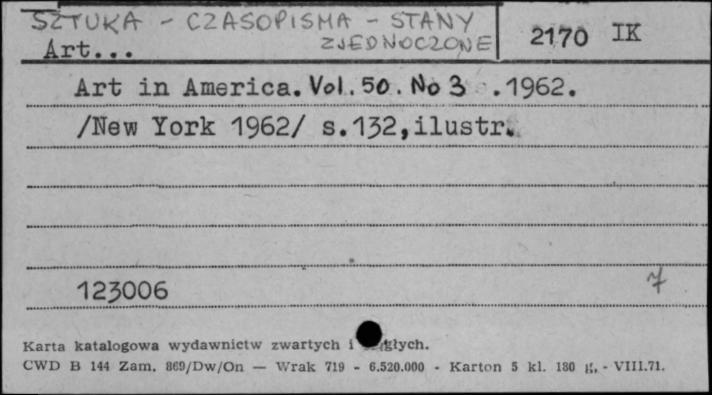 SZTUKA - CZASOPISMA - STANY
ZJEDNOCZONE
2170 IK
Art...
Art in America. Vol. 50. No 3 .1962.
/New York 1962/ s.132,ilustr.
123006
7
Karta katalogowa wydawnictw zwartych i
CWD B 144 Zam. 869/Dw/On — Wrak 719 - 6.520.000 - Karton 5 kl. 180 g, - VIII.71.